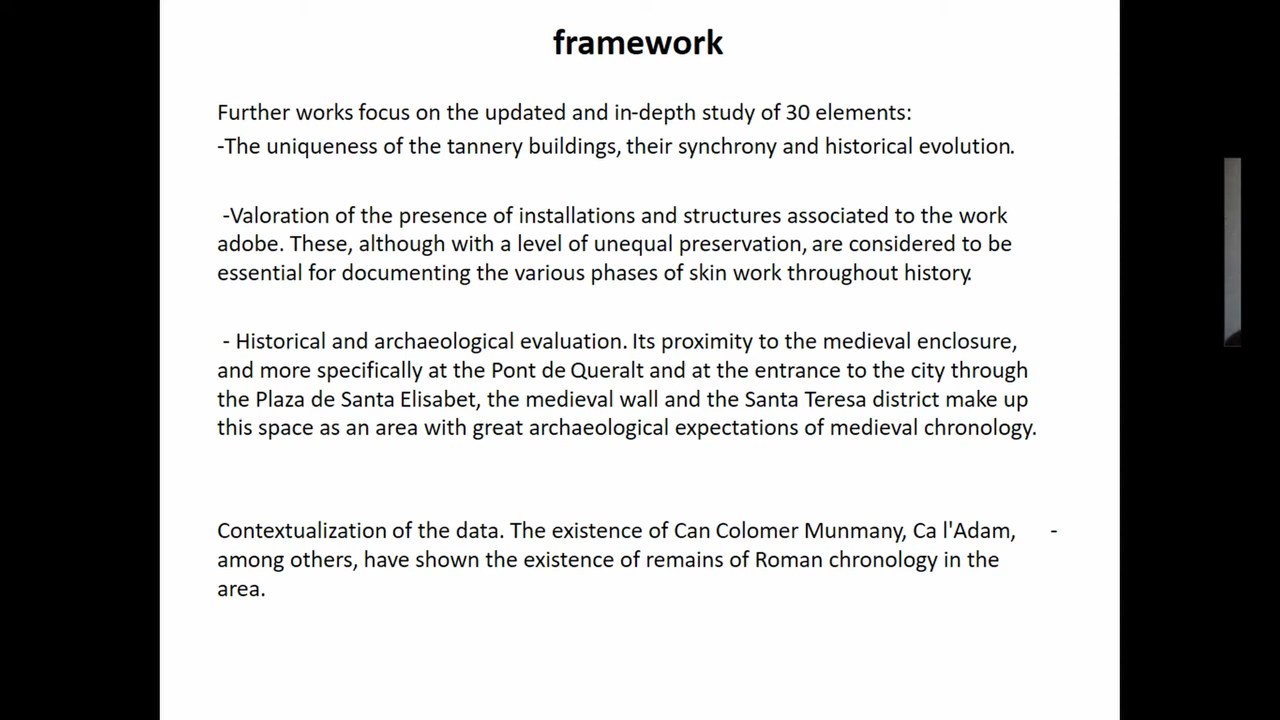 framework
Further works focus on the updated and in-depth study of 30 elements:
-The uniqueness of the tannery buildings, their synchrony and historical evolution.
-Valoration of the presence of installations and structures associated to the work
adobe. These, although with a level of unequal preservation, are considered to be
essential for documenting the various phases of skin work throughout history.
- Historical and archaeological evaluation. Its proximity to the medieval enclosure,
and more specifically at the Pont de Queralt and at the entrance to the city through
the Plaza de Santa Elisabet, the medieval wall and the Santa Teresa district make up
this space as an area with great archaeological expectations of medieval chronology.
Contextualization of the data. The existence of Can Colomer Munmany, Ca l'Adam, -
among others, have shown the existence of remains of Roman chronology in the
area.